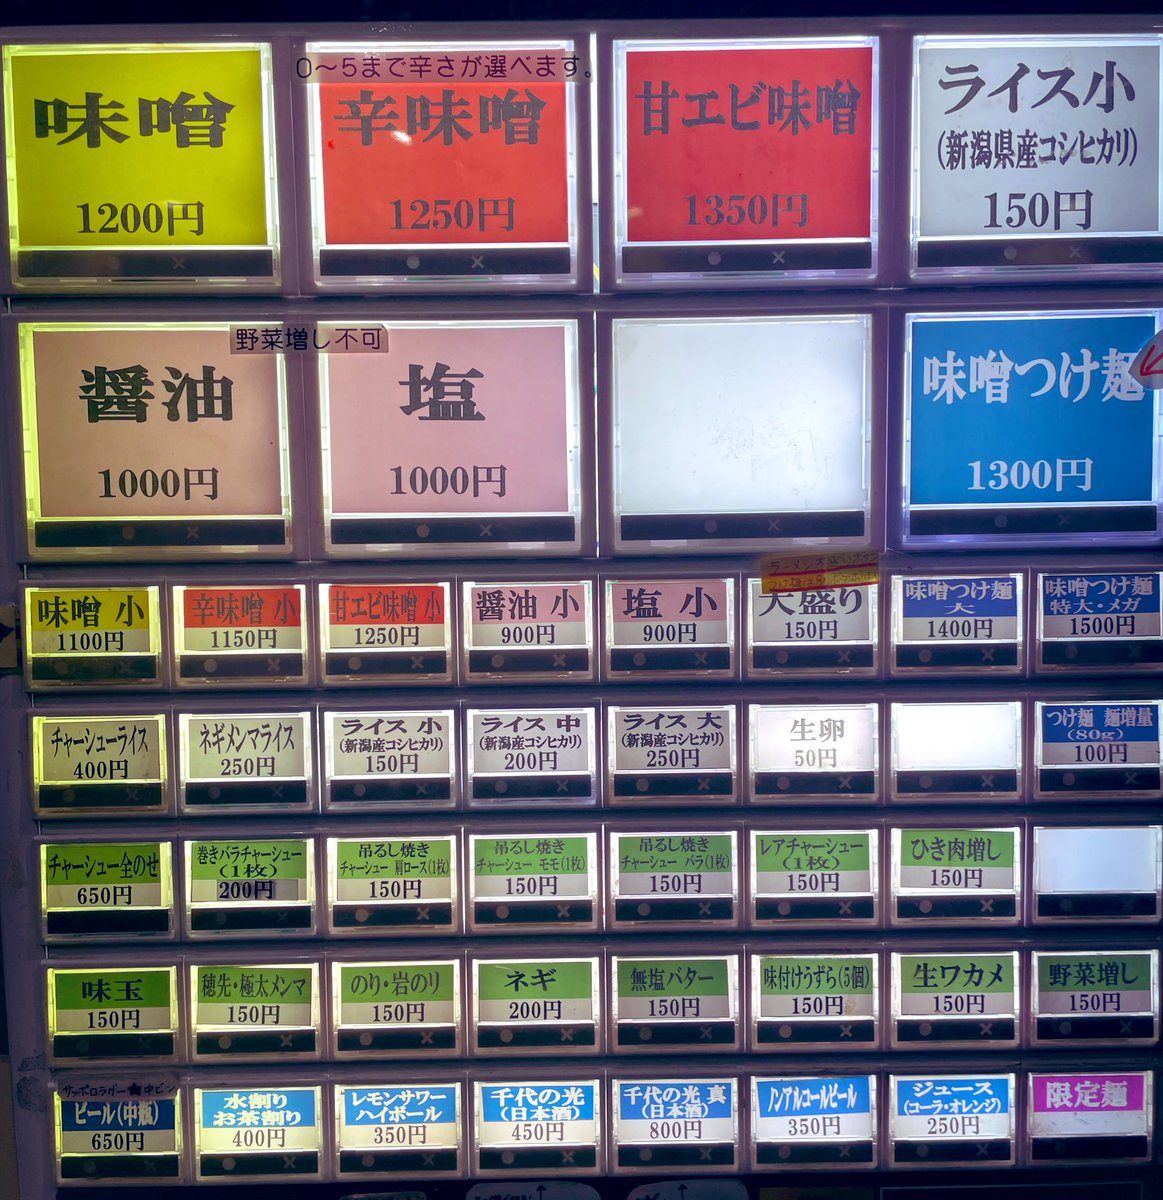 0～5まで辛さが選べます。
味噌
1200円
辛味噌
1250円
甘エビ味噌
1350円
ライス小
(新潟県産コシヒカリ)
150円
野菜増し不可
醤油
1000円
塩
1000円
味噌つけ麺
1300円
味噌 小
1100円
辛味噌 小
1150円
甘エビ味噌 小
1250円
醤油 小
900円
塩 小
900円
大盛り
150円
味噌つけ麺
大
1400円
味噌つけ麺
特大・メガ
1500円
チャーシューライス
400円
ネギメンマライス
250円
ライス 小
(新潟産コシヒカリ)
150円
ライス 中
(新潟産コシヒカリ)
200円
ライス 大
(新潟産コシヒカリ)
250円
生卵
50円
つけ麺 麺増量
(80g)
100円
チャーシュー全のせ
650円
巻きバラチャーシュー
(1枚)
200円
吊るし焼き
チャーシュー 肩ロース(1枚)
150円
吊るし焼き
チャーシュー モモ(1枚)
150円
吊るし焼き
チャーシュー バラ(1枚)
150円
レアチャーシュー
(1枚)
150円
ひき肉増し
150円
味玉
150円
穂先・極太メンマ
150円
のり・岩のり
150円
ネギ
200円
無塩バター
150円
味付けうずら(5個)
150円
生ワカメ
150円
野菜増し
150円
サッポロラガー★中ビン
ビール(中瓶)
650円
水割り
お茶割り
400円
レモンサワー
ハイボール
350円
千代の光
(日本酒)
450円
千代の光 真
(日本酒)
800円
ノンアルコールビール
350円
ジュース
(コーラ・オレンジ)
250円
限定麺